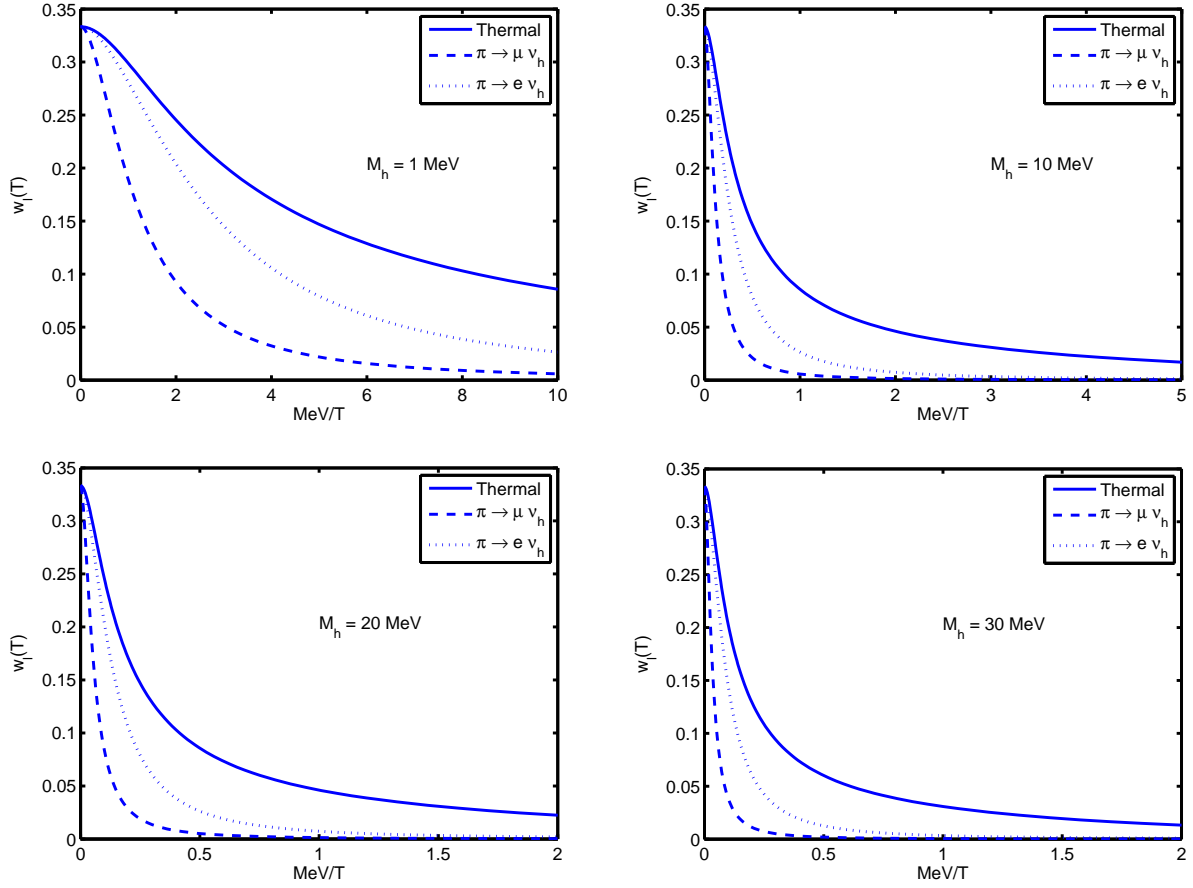 0.35
0.3
0.25
0.2
0.15
0.1
0.05
0
w_l(T)
0 2 4 6 8 10
MeV/T
Thermal
π → μ ν_h
π → e ν_h
M_h = 1 MeV
0.35
0.3
0.25
0.2
0.15
0.1
0.05
0
w_l(T)
0 1 2 3 4 5
MeV/T
Thermal
π → μ ν_h
π → e ν_h
M_h = 10 MeV
0.35
0.3
0.25
0.2
0.15
0.1
0.05
0
w_l(T)
0 0.5 1 1.5 2
MeV/T
Thermal
π → μ ν_h
π → e ν_h
M_h = 20 MeV
0.35
0.3
0.25
0.2
0.15
0.1
0.05
0
w_l(T)
0 0.5 1 1.5 2
MeV/T
Thermal
π → μ ν_h
π → e ν_h
M_h = 30 MeV